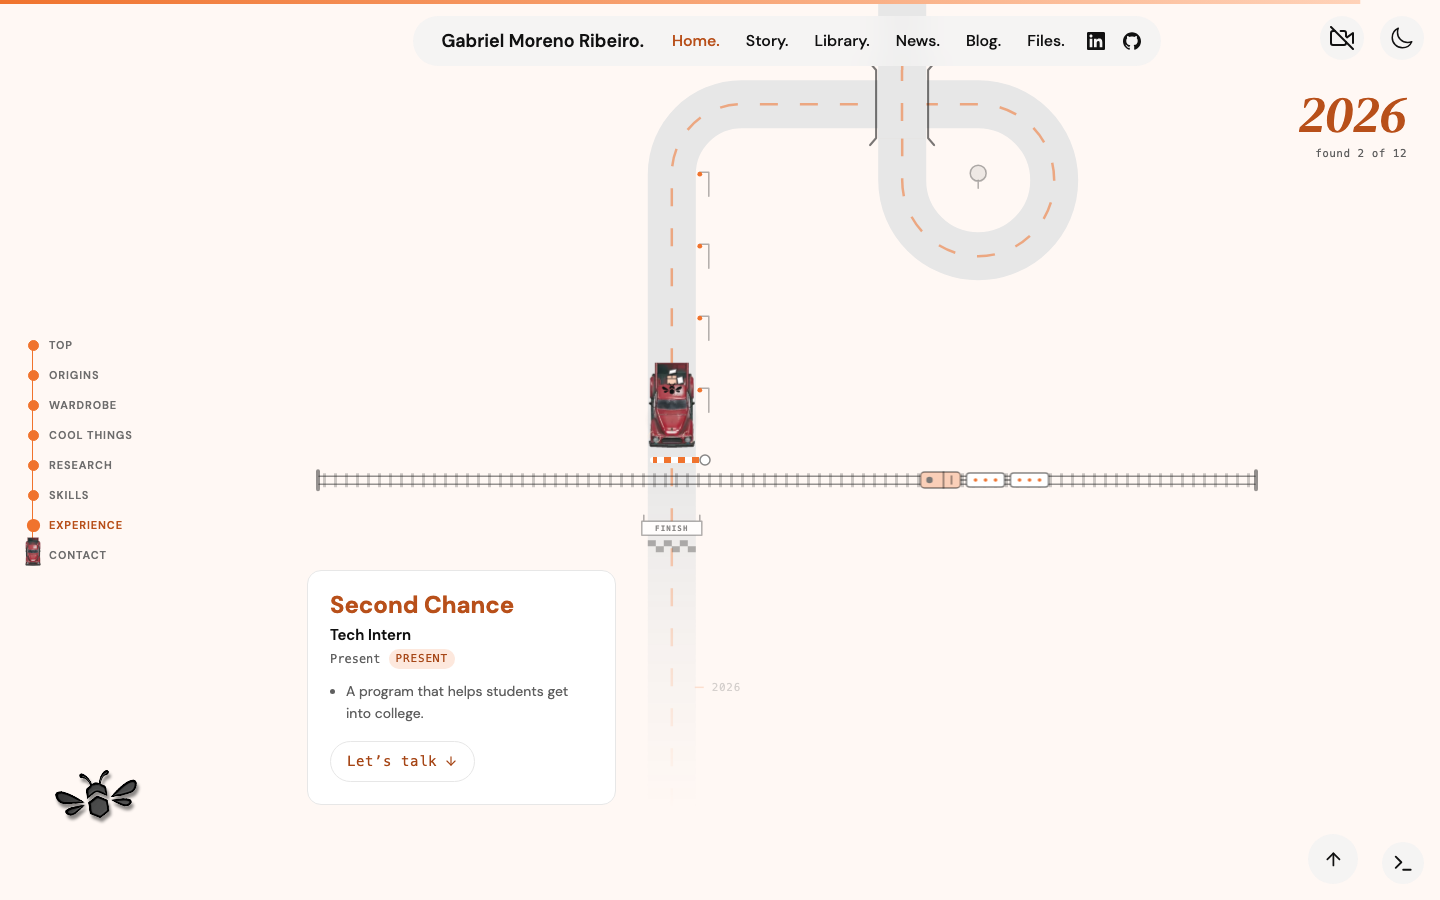 Gabriel Moreno Ribeiro. Home. Story. Library. News. Blog. Files.
2026
found 2 of 12
TOP
ORIGINS
WARDROBE
COOL THINGS
RESEARCH
SKILLS
EXPERIENCE
CONTACT
FINISH
Second Chance
Tech Intern
Present PRESENT
• A program that helps students get
into college.
Let’s talk ↓
2026